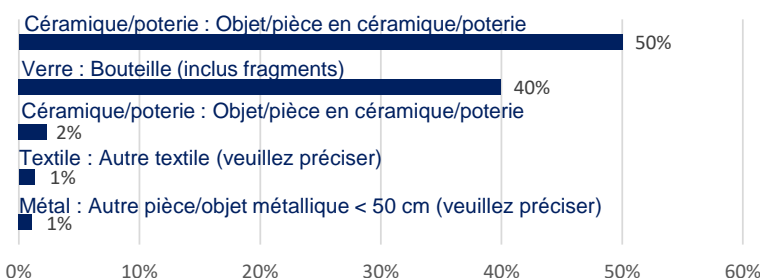 Céramique/poterie : Objet/pièce en céramique/poterie
50%
Verre : Bouteille (inclus fragments)
40%
Céramique/poterie : Objet/pièce en céramique/poterie
2%
Textile : Autre textile (veuillez préciser)
1%
Métal : Autre pièce/objet métallique < 50 cm (veuillez préciser)
1%
0% 10% 20% 30% 40% 50% 60%